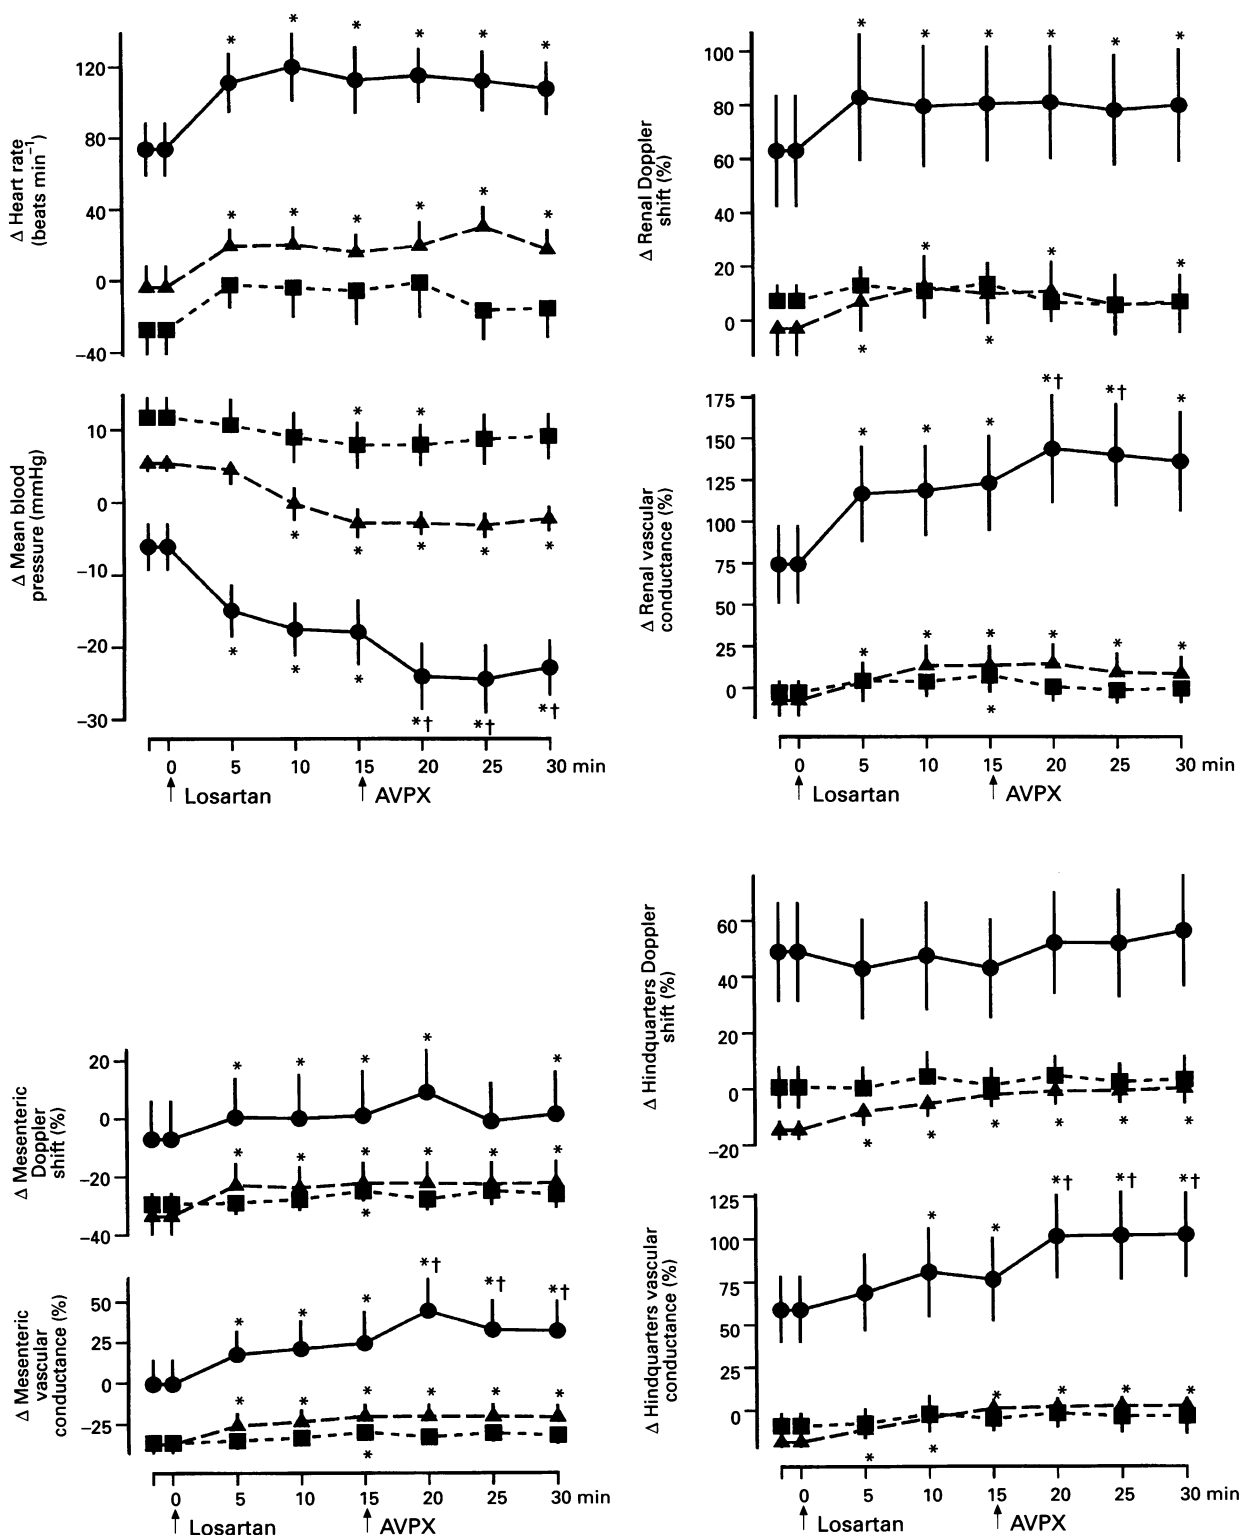 * * * * * *
120
80
40
0
−40
Δ Heart rate
(beats min⁻¹)
* * * * * *
10
0
−10
−20
−30
Δ Mean blood
pressure (mmHg)
* *
* * * * *
* * * *† *† *†
0 5 10 15 20 25 30 min
Losartan AVPX
* * * * * *
100
80
60
40
20
0
Δ Renal Doppler
shift (%)
* * *
* *
*† *† *
* * *
175
150
125
100
75
50
25
0
Δ Renal vascular
conductance (%)
* * * * * *
*
0 5 10 15 20 25 30 min
Losartan AVPX
* * * * *
20
0
−20
−40
Δ Mesenteric
Doppler
shift (%)
* * * * * *
*
*† *† *†
* * *
50
25
0
−25
Δ Mesenteric
vascular
conductance (%)
* * * * * *
*
0 5 10 15 20 25 30 min
Losartan AVPX
60
40
20
0
−20
Δ Hindquarters Doppler
shift (%)
* * * * * *
*† *† *†
* *
125
100
75
50
25
0
Δ Hindquarters vascular
conductance (%)
* * * *
* *
0 5 10 15 20 25 30 min
Losartan AVPX